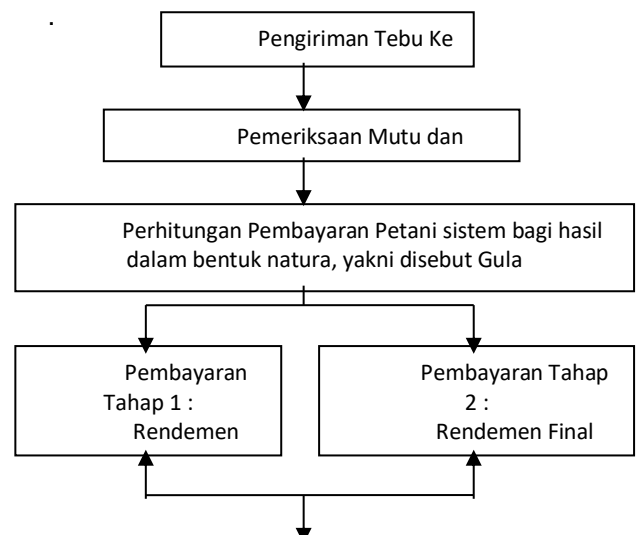 Pengiriman Tebu Ke
Pemeriksaan Mutu dan
Perhitungan Pembayaran Petani sistem bagi hasil
dalam bentuk natura, yakni disebut Gula
Pembayaran
Tahap 1 :
Rendemen
Pembayaran Tahap
2 :
Rendemen Final